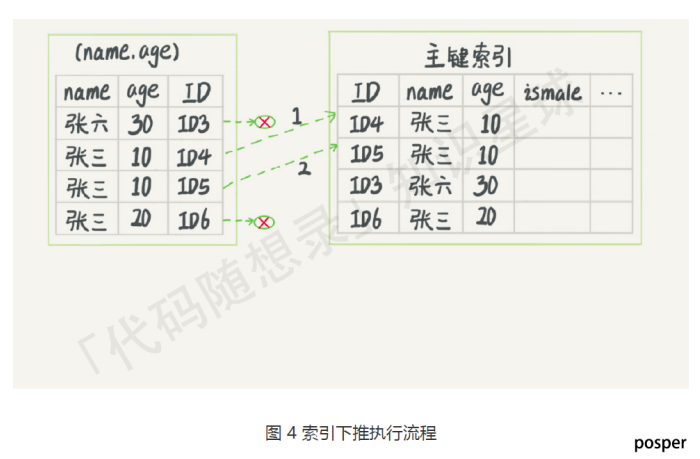 (name.age)
name age ID
张六 30 ID3
张三 10 ID4
张三 10 ID5
张三 20 ID6
1
2
主键索引
ID name age ismale ...
ID4 张三 10
ID5 张三 10
ID3 张六 30
ID6 张三 20
「代码随想录」知识星球
图 4 索引下推执行流程
posper